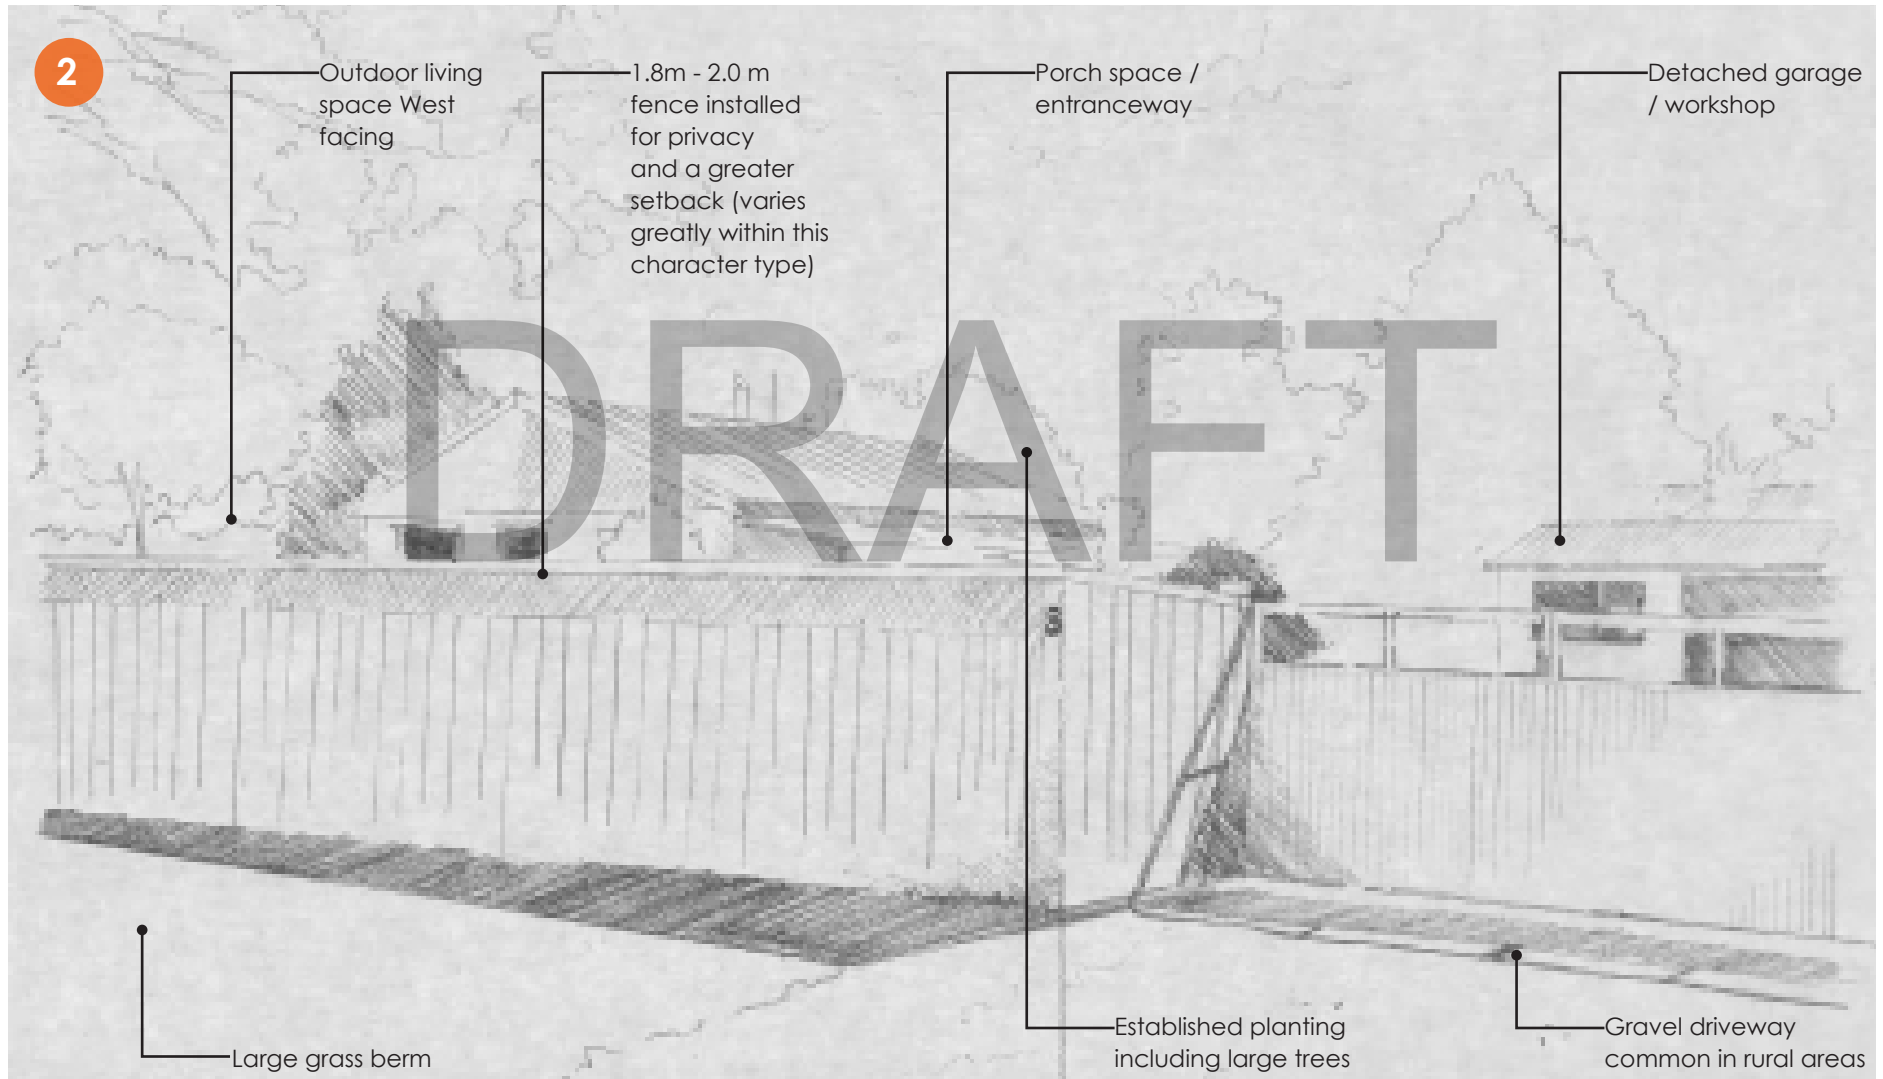 2
Outdoor living
space West
facing
1.8m - 2.0 m
fence installed
for privacy
and a greater
setback (varies
greatly within this
character type)
Porch space /
entranceway
Detached garage
/ workshop
DRAFT
Large grass berm
Established planting
including large trees
Gravel driveway
common in rural areas